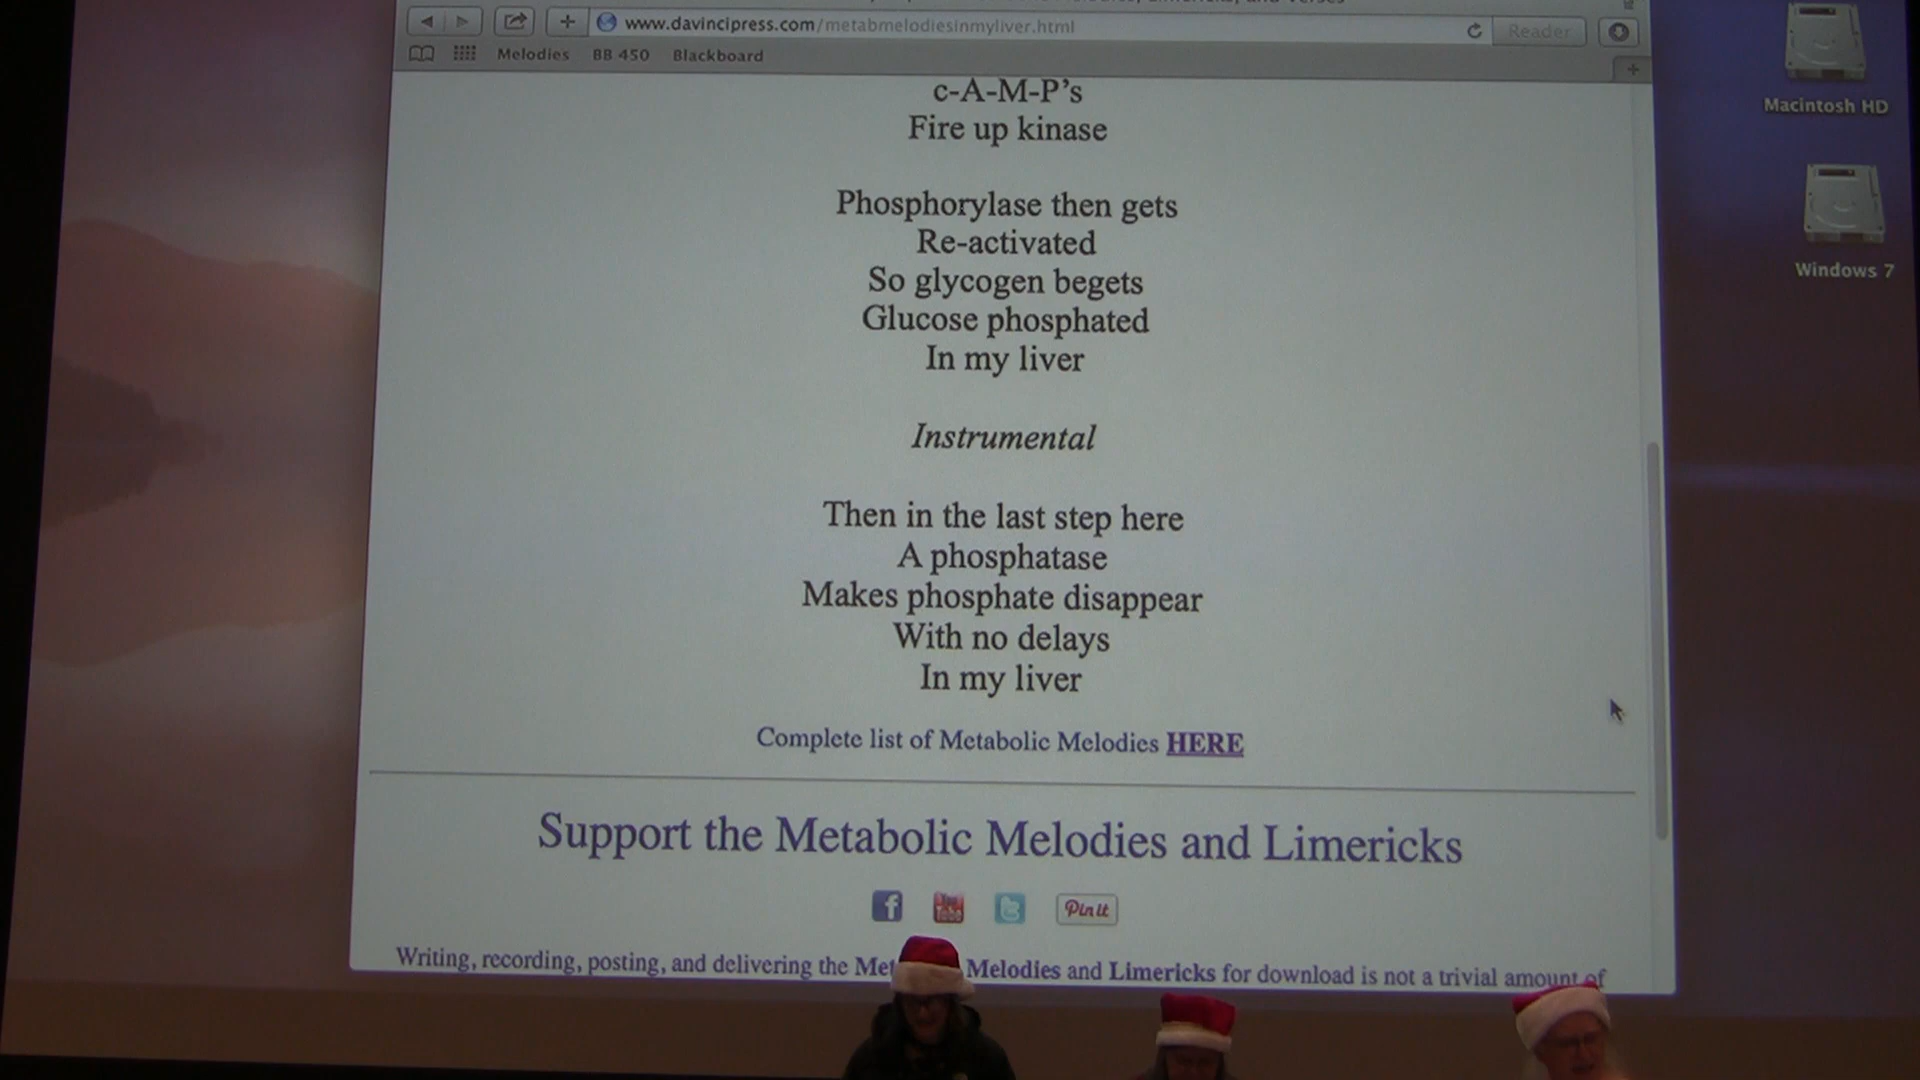 www.davincipress.com/metabmelodiesinmyliver.html
Reader
Melodies BB 450 Blackboard
Macintosh HD
Windows 7
c-A-M-P’s
Fire up kinase
Phosphorylase then gets
Re-activated
So glycogen begets
Glucose phosphated
In my liver
Instrumental
Then in the last step here
A phosphatase
Makes phosphate disappear
With no delays
In my liver
Complete list of Metabolic Melodies HERE
Support the Metabolic Melodies and Limericks
f You Tube t Pin it
Writing, recording, posting, and delivering the Met Melodies and Limericks for download is not a trivial amount of